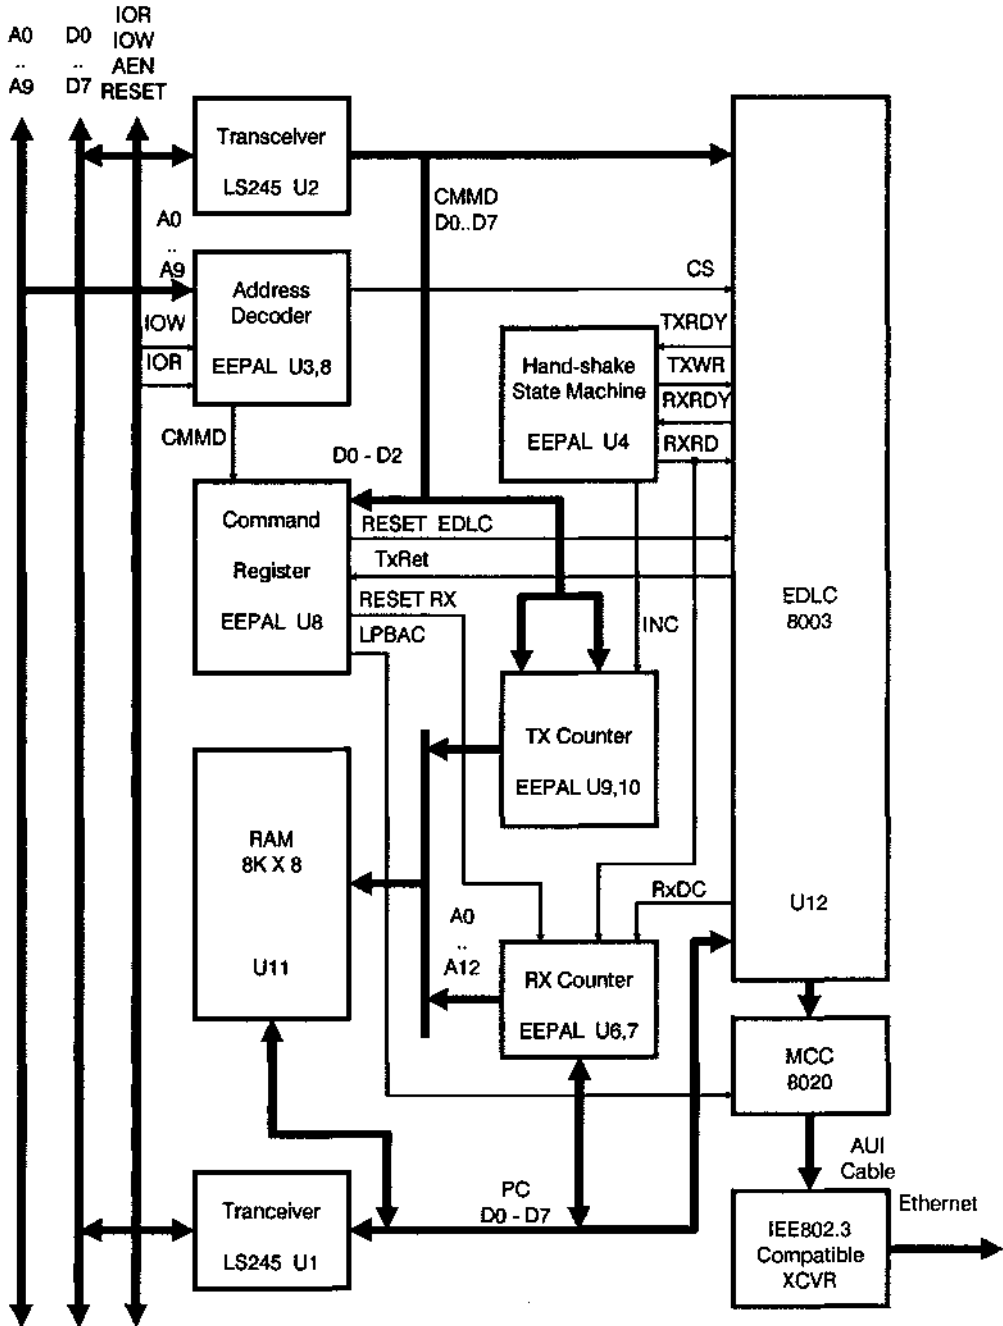 IOR
A0 D0 IOW
.. .. AEN
A9 D7 RESET
Transceiver
LS245 U2
CMMD
D0..D7
A0
..
A9
Address
Decoder
EEPAL U3,8
CS
IOW
IOR
TXRDY
TXWR
RXRDY
RXRD
Hand-shake
State Machine
EEPAL U4
CMMD
D0 - D2
Command
Register
EEPAL U8
RESET EDLC
TxRet
RESET RX
LPBAC
INC
EDLC
8003
U12
TX Counter
EEPAL U9,10
RAM
8K X 8
U11
RxDC
A0
..
A12
RX Counter
EEPAL U6,7
MCC
8020
AUI
Cable
Ethernet
PC
D0 - D7
Tranceiver
LS245 U1
IEE802.3
Compatible
XCVR